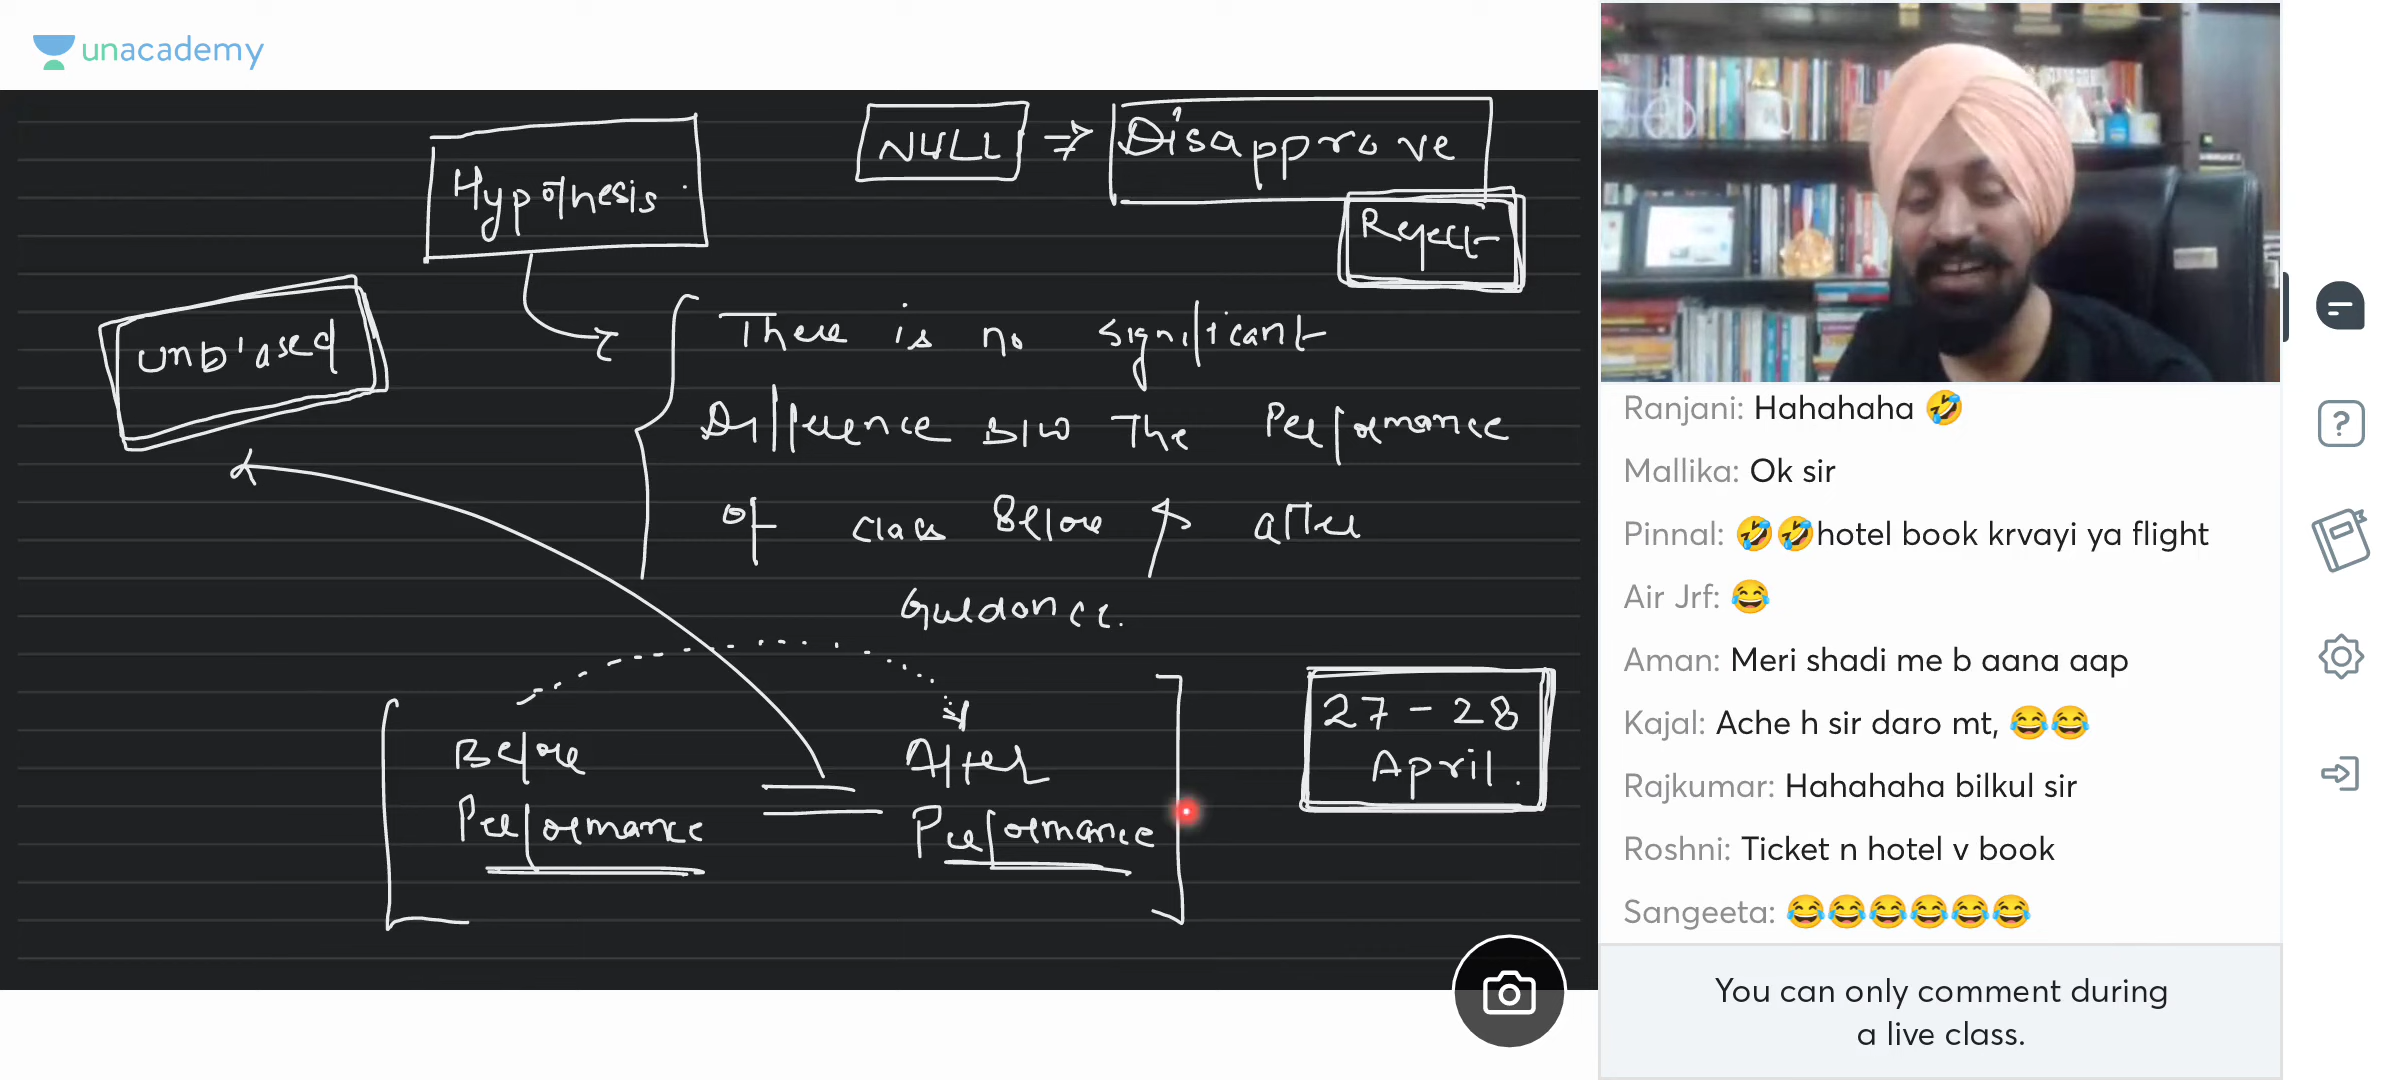 unacademy
NULL ⇒ Disapprove
Reject
Hypothesis
unbiased
There is no significant
Difference B/W The Performance
of class Before & after
Guidance.
Before
Performance
=
After
Performance
27 - 28
April.
Ranjani: Hahahaha 🤣
Mallika: Ok sir
Pinnal: 🤣🤣hotel book krvayi ya flight
Air Jrf: 😂
Aman: Meri shadi me b aana aap
Kajal: Ache h sir daro mt, 😂😂
Rajkumar: Hahahaha bilkul sir
Roshni: Ticket n hotel v book
Sangeeta: 😂😂😂😂😂😂
You can only comment during
a live class.